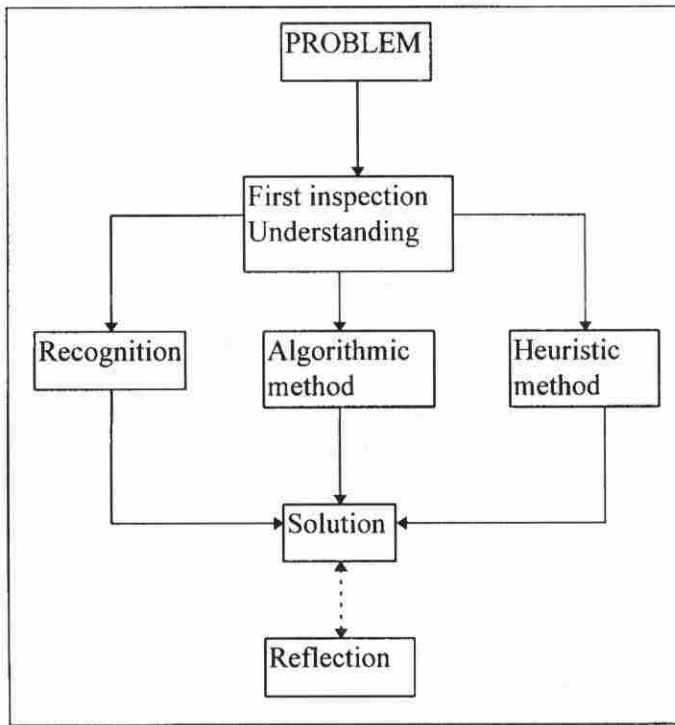 PROBLEM
First inspection
Understanding
Recognition
Algorithmic
method
Heuristic
method
Solution
Reflection